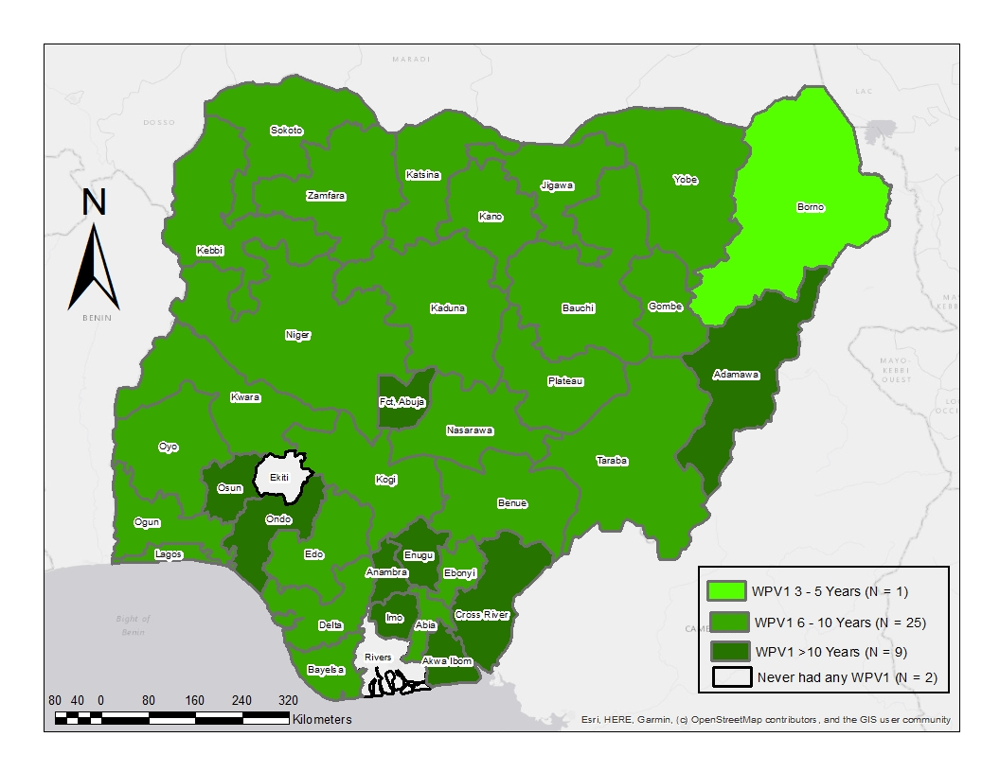 MARADI
LAC
DOSSO
Sokoto
Katsina
Yobe
Jigawa
Zamfara
N
Borno
Kano
Kebbi
Gombe
Kaduna
Bauchi
BENIN
Niger
MAYO-
KEBBI
OUEST
Adamawa
Plateau
Kwara
Fct, Abuja
Nasarawa
Oyo
Taraba
Ekiti
Kogi
Osun
Benue
Ondo
Ogun
Lagos
Edo
Enugu
Anambra
Ebonyi
WPV1 3 - 5 Years (N = 1)
Bight of
Benin
Delta
Imo
Abia
Cross River
WPV1 6 - 10 Years (N = 25)
Rivers
Akwa Ibom
WPV1 >10 Years (N = 9)
Bayelsa
Never had any WPV1 (N = 2)
80 40 0 80 160 240 320
Kilometers
Esri, HERE, Garmin, (c) OpenStreetMap contributors, and the GIS user community